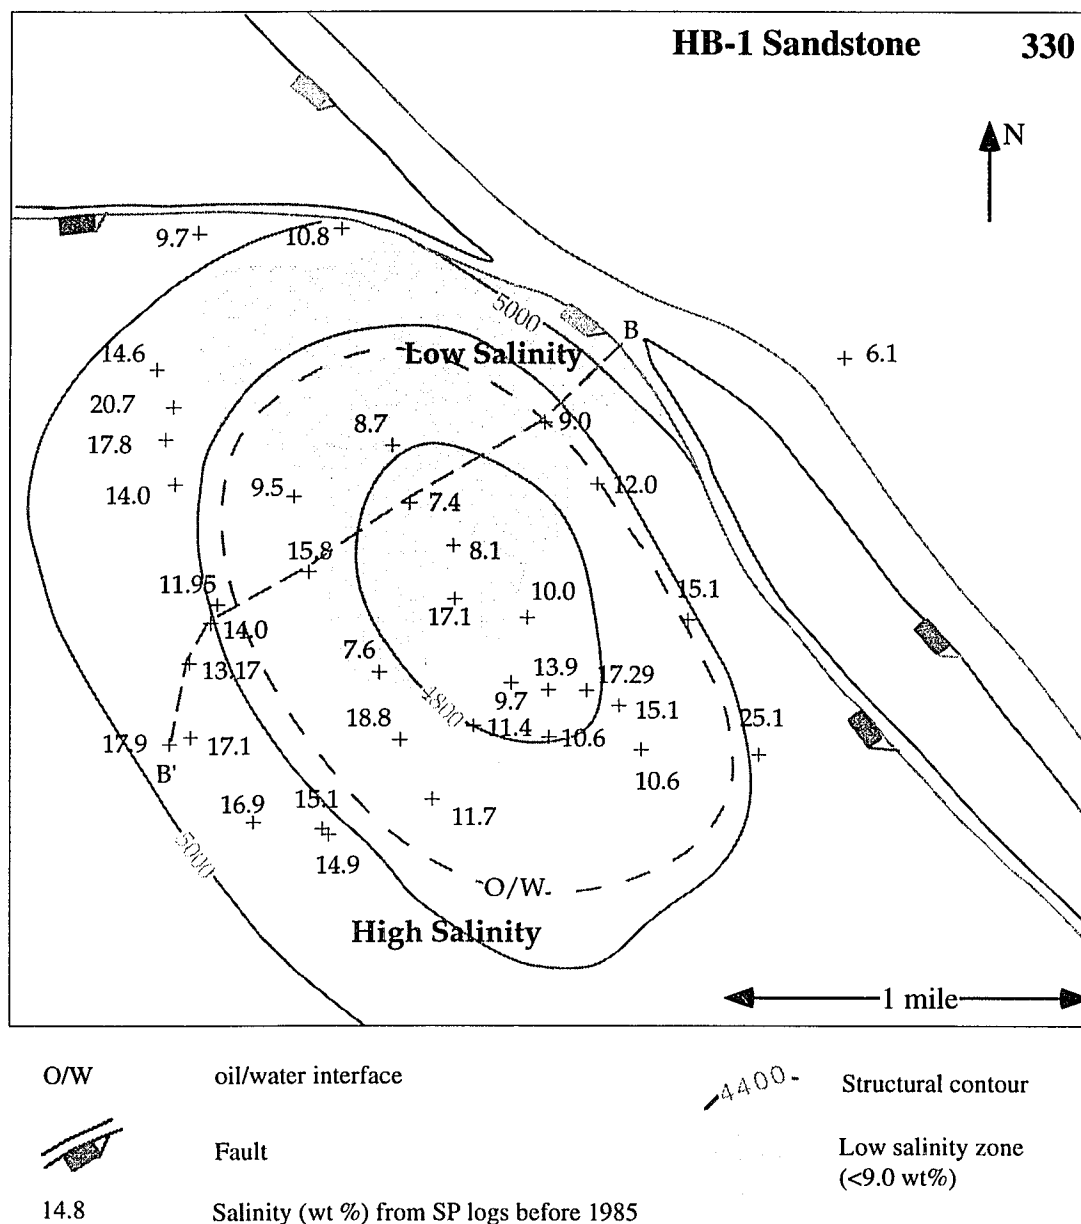 HB-1 Sandstone 330
N
9.7 10.8
5000
B
14.6 Low Salinity 6.1
20.7
8.7 9.0
17.8
14.0 9.5 7.4 12.0
15.8 8.1
11.95 10.0 15.1
14.0 17.1
13.17 7.6 13.9 17.29
9.7 15.1 25.1
4800
17.9 17.1 18.8 11.4 10.6
B'
10.6
16.9 15.1 11.7
5000 14.9
O/W
High Salinity
1 mile
O/W oil/water interface 4400 Structural contour
Fault Low salinity zone
(<9.0 wt%)
14.8 Salinity (wt %) from SP logs before 1985